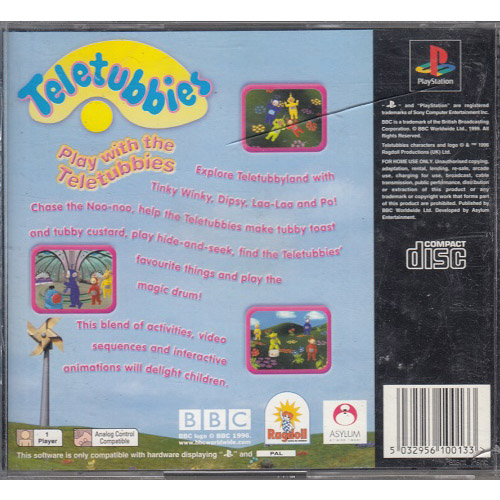 Teletubbies
Play with the
Teletubbies
Explore Teletubbyland with
Tinky Winky, Dipsy, Laa-Laa and Po!
Chase the Noo-noo, help the Teletubbies make tubby toast
and tubby custard, play hide-and-seek, find the Teletubbies'
favourite things and play the
magic drum!
This blend of activities, video
sequences and interactive
animations will delight children.
1
Player
Analog Control
Compatible
BBC
BBC logo © BBC 1996.
www.bbcworldwide.com
Ragdoll
ASYLUM
This software is only compatible with hardware displaying "PS" and PAL
PlayStation
"PS" and "PlayStation" are registered
trademarks of Sony Computer Entertainment Inc.
BBC is a trademark of the British Broadcasting
Corporation. © BBC Worldwide Ltd., 1999. All
Rights Reserved.
Teletubbies characters and logo © & ™ 1996
Ragdoll Productions (UK) Ltd.
FOR HOME USE ONLY. Unauthorised copying,
adaptation, rental, lending, re-sale, arcade
use, charging for use, broadcast, cable
transmission, public performance, distribution
or extraction of this product or any
trademark or copyright work that forms part
of this product are prohibited. Published by
BBC Worldwide Ltd. Developed by Asylum
Entertainment.
COMPACT
disc
5 032956 100133